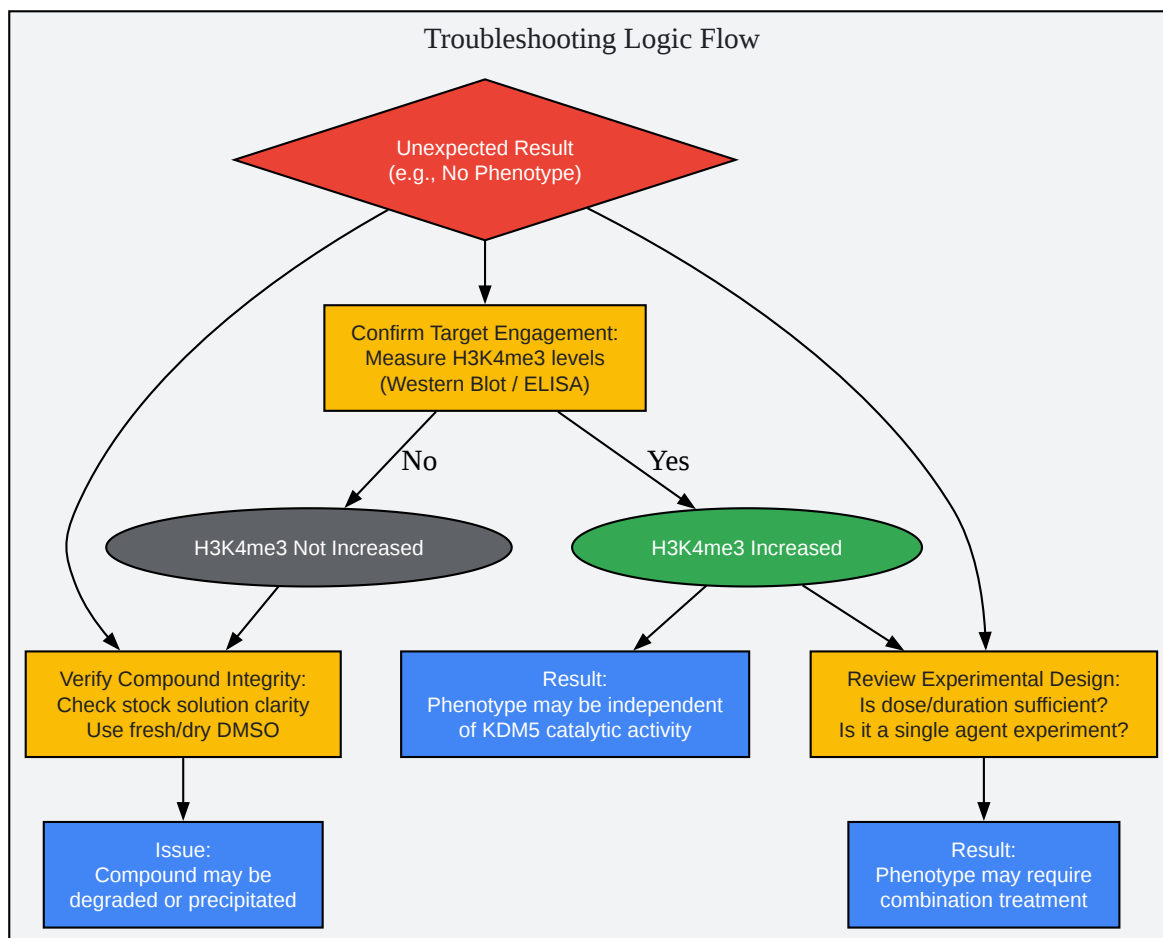 Troubleshooting Logic Flow
Unexpected Result
(e.g., No Phenotype)
Confirm Target Engagement:
Measure H3K4me3 levels
(Western Blot / ELISA)
No
Yes
H3K4me3 Not Increased
H3K4me3 Increased
Verify Compound Integrity:
Check stock solution clarity
Use fresh/dry DMSO
Result:
Phenotype may be independent
of KDM5 catalytic activity
Review Experimental Design:
Is dose/duration sufficient?
Is it a single agent experiment?
Issue:
Compound may be
degraded or precipitated
Result:
Phenotype may require
combination treatment